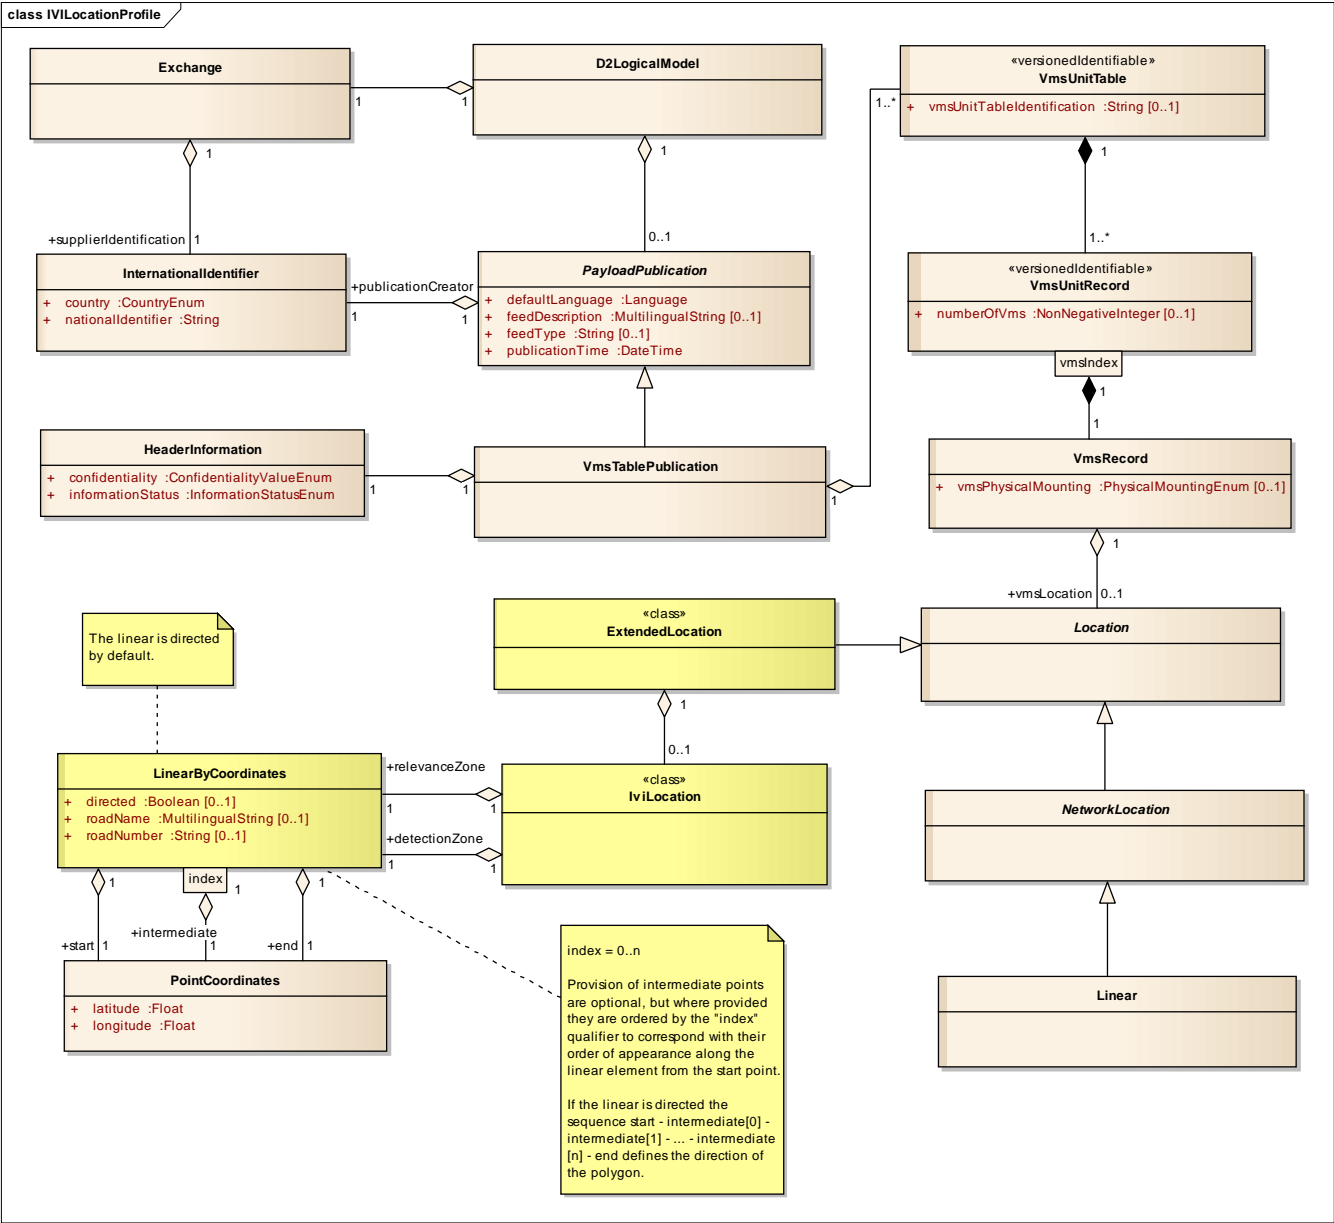 class IVILocationProfile
Exchange
D2LogicalModel
«versionedIdentifiable»
VmsUnitTable
+ vmsUnitTableIdentification :String [0..1]
1
1
1..*
1
1
1
+supplierIdentification 1
0..1
1..*
InternationalIdentifier
+ country :CountryEnum
+ nationalIdentifier :String
+publicationCreator
1
1
PayloadPublication
+ defaultLanguage :Language
+ feedDescription :MultilingualString [0..1]
+ feedType :String [0..1]
+ publicationTime :DateTime
«versionedIdentifiable»
VmsUnitRecord
+ numberOfVms :NonNegativeInteger [0..1]
vmsIndex
1
1
HeaderInformation
+ confidentiality :ConfidentialityValueEnum
+ informationStatus :InformationStatusEnum
1
1
VmsTablePublication
1
VmsRecord
+ vmsPhysicalMounting :PhysicalMountingEnum [0..1]
1
+vmsLocation 0..1
The linear is directed
by default.
«class»
ExtendedLocation
Location
1
0..1
LinearByCoordinates
+ directed :Boolean [0..1]
+ roadName :MultilingualString [0..1]
+ roadNumber :String [0..1]
+relevanceZone
1
1
+detectionZone
1
1
«class»
IviLocation
NetworkLocation
index
1
1
1
+start 1
+intermediate
1
+end 1
PointCoordinates
+ latitude :Float
+ longitude :Float
index = 0..n
Provision of intermediate points
are optional, but where provided
they are ordered by the "index"
qualifier to correspond with their
order of appearance along the
linear element from the start point.
If the linear is directed the
sequence start - intermediate[0] -
intermediate[1] - ... - intermediate
[n] - end defines the direction of
the polygon.
Linear